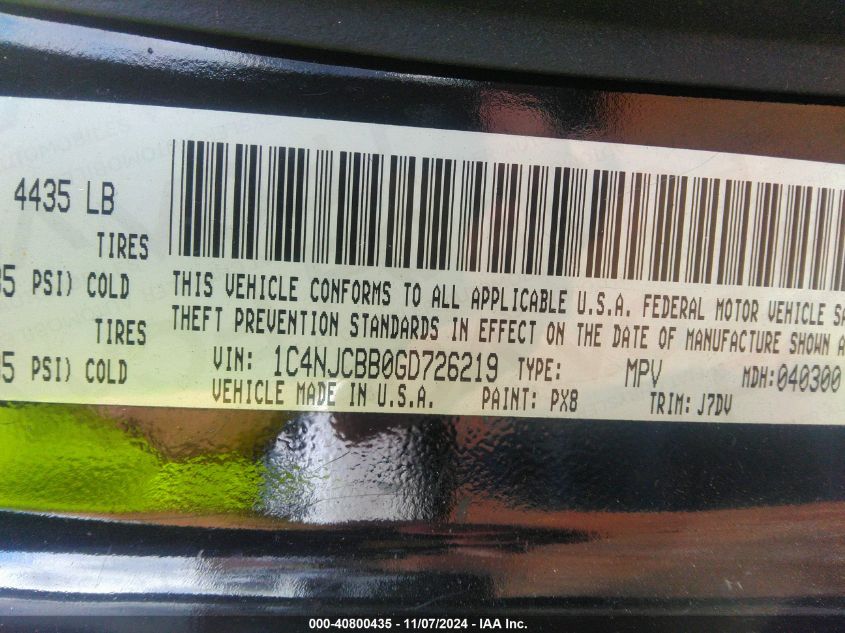 4435 LB
TIRES
PSI) COLD
TIRES
PSI) COLD
THIS VEHICLE CONFORMS TO ALL APPLICABLE U.S.A. FEDERAL MOTOR VEHICLE
THEFT PREVENTION STANDARDS IN EFFECT ON THE DATE OF MANUFACTURE SHOWN
VIN: 1C4NJCBB0GD726219 TYPE: MPV MDH: 040300
VEHICLE MADE IN U.S.A. PAINT: PX8 TRIM: J7DV
000-40800435 - 11/07/2024 - IAA Inc.